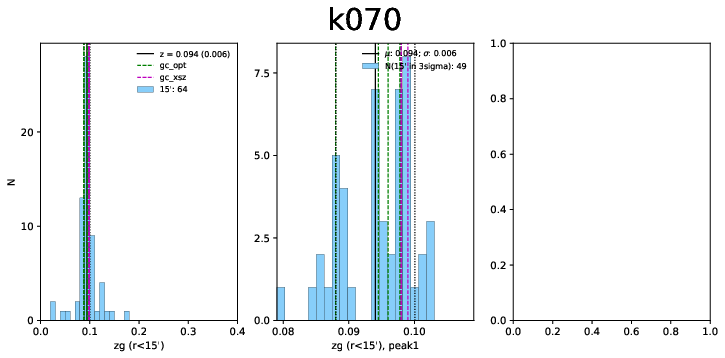 k070
z = 0.094 (0.006)
gc_opt
gc_xsz
15': 64
N
0
10
20
0.0 0.1 0.2 0.3 0.4
zg (r<15')
μ: 0.094; σ: 0.006
N(15' in 3sigma): 49
0.0
2.5
5.0
7.5
0.08 0.09 0.10
zg (r<15'), peak1
0.0
0.2
0.4
0.6
0.8
1.0
0.0 0.2 0.4 0.6 0.8 1.0